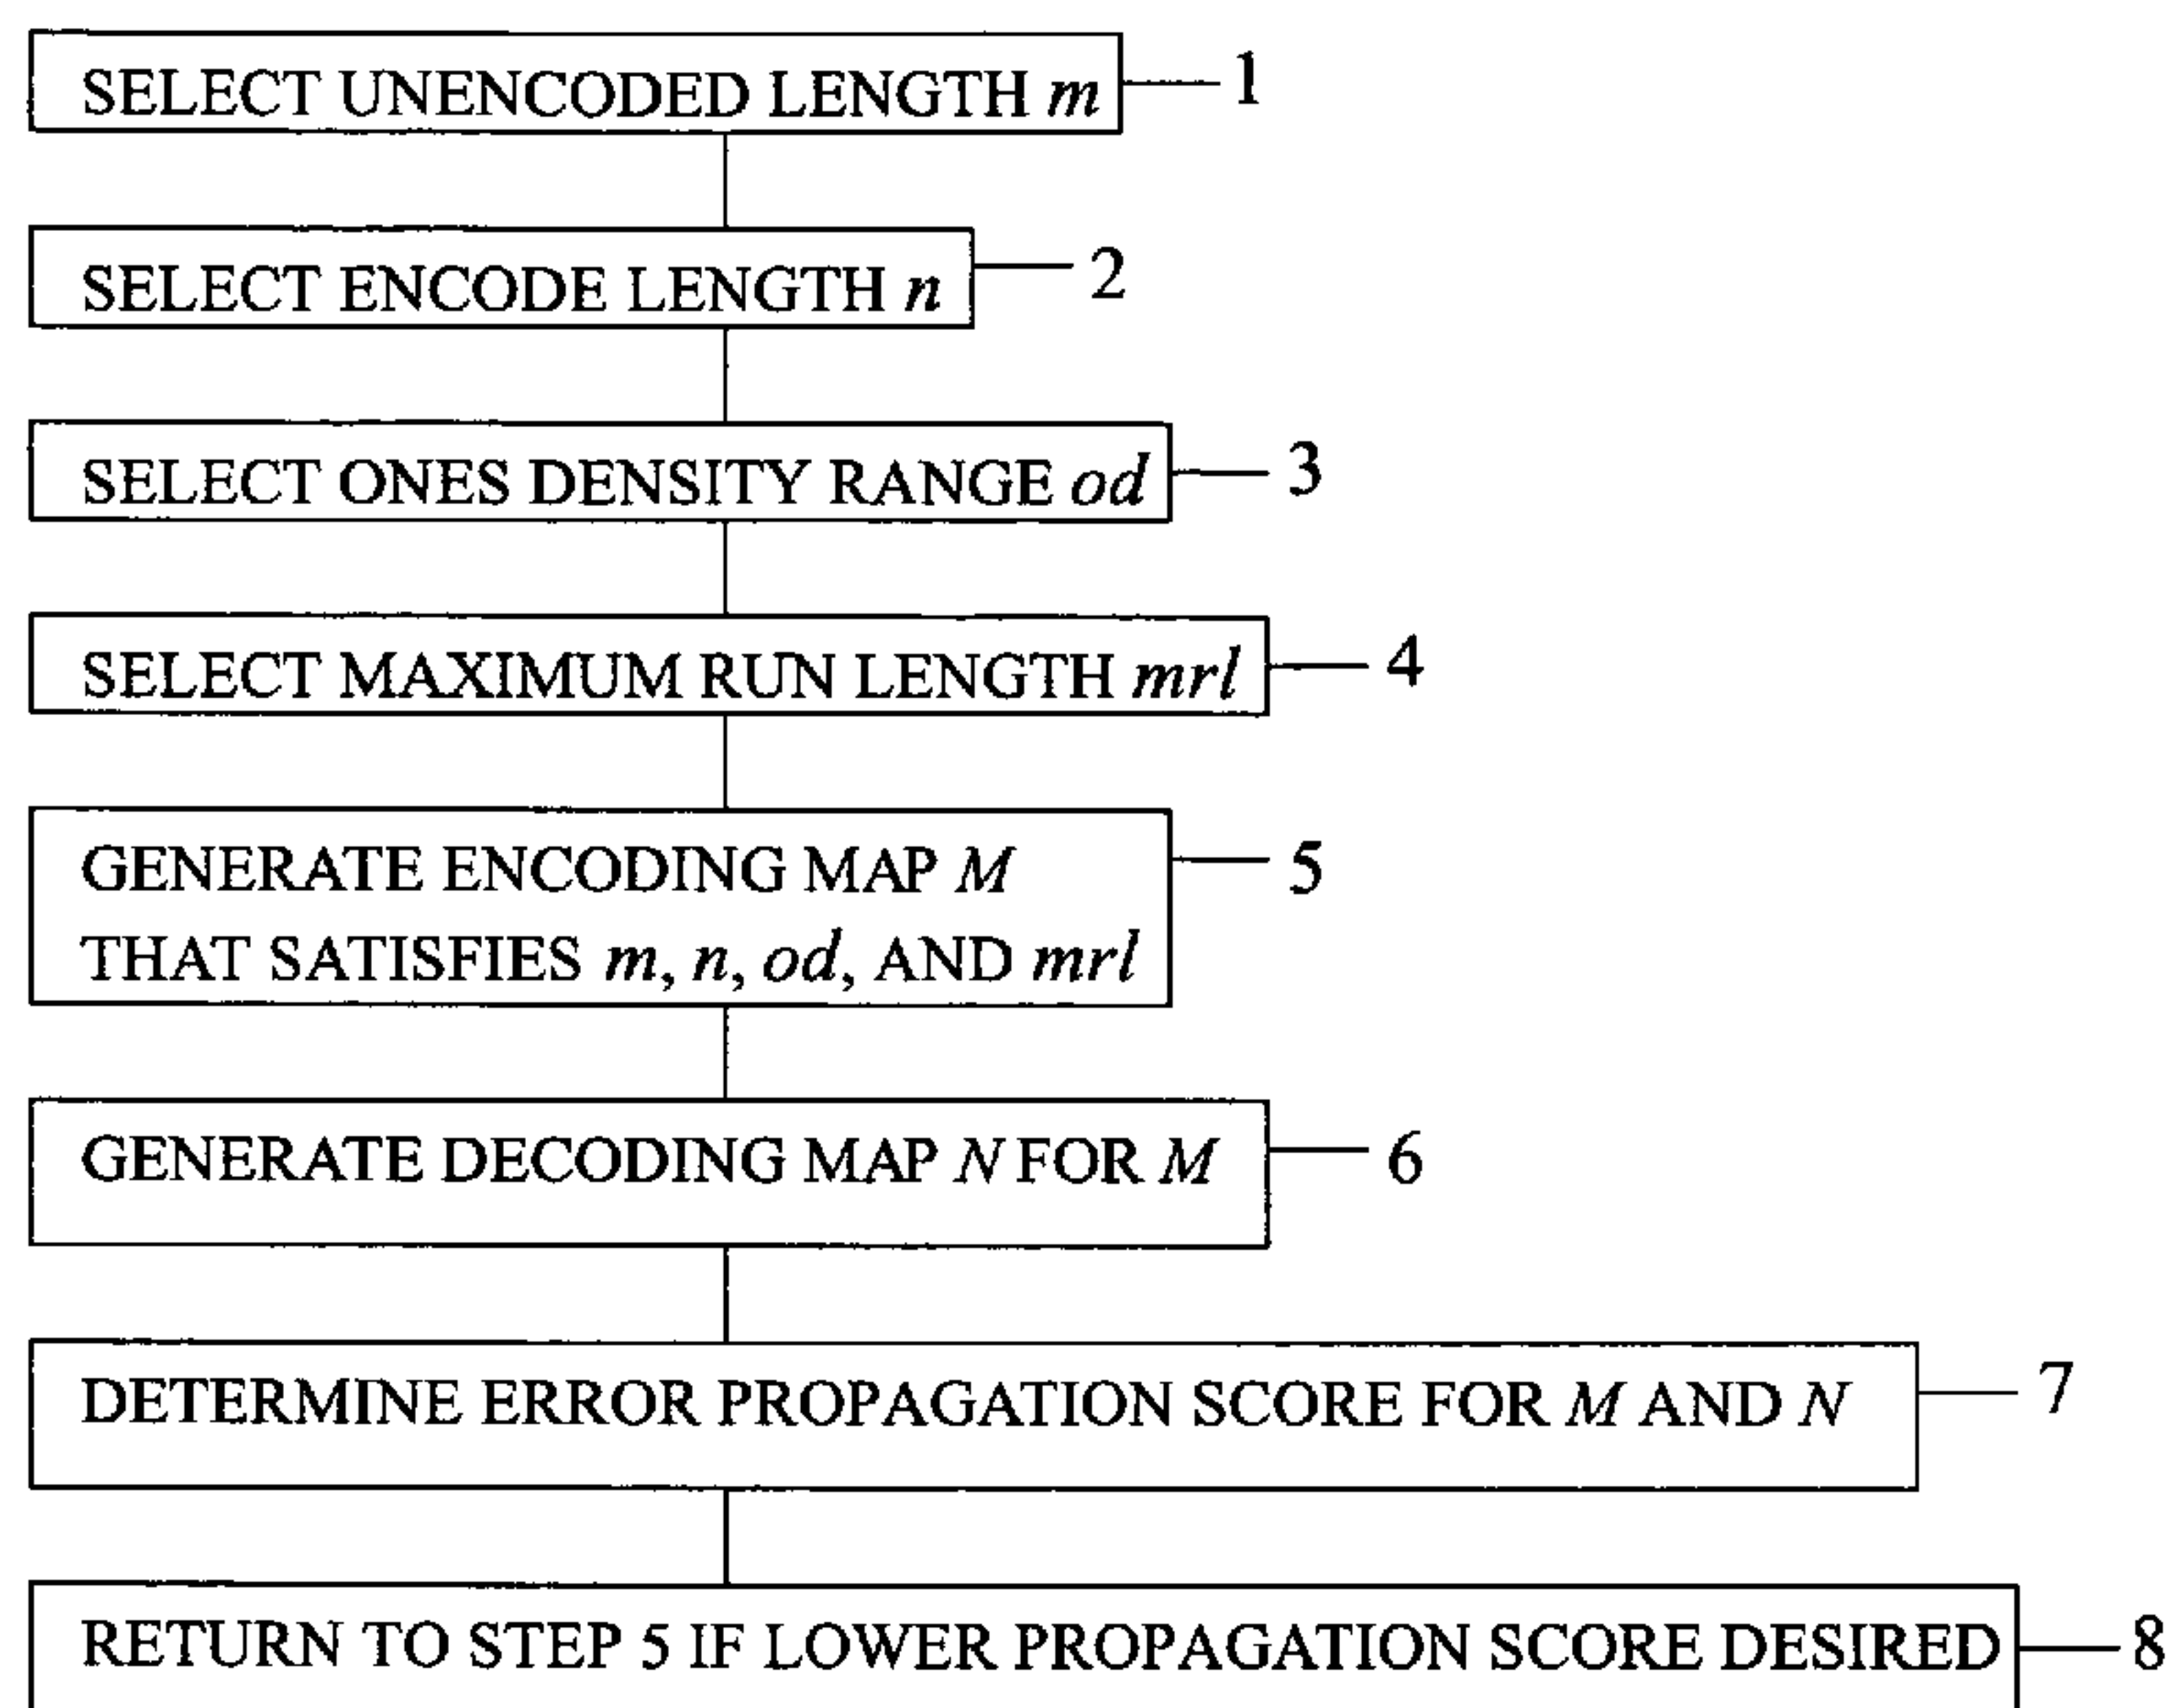 SELECT UNENCODED LENGTH m 1
SELECT ENCODE LENGTH n 2
SELECT ONES DENSITY RANGE od 3
SELECT MAXIMUM RUN LENGTH mrl 4
GENERATE ENCODING MAP M 5
THAT SATISFIES m, n, od, AND mrl
GENERATE DECODING MAP N FOR M 6
DETERMINE ERROR PROPAGATION SCORE FOR M AND N 7
RETURN TO STEP 5 IF LOWER PROPAGATION SCORE DESIRED 8